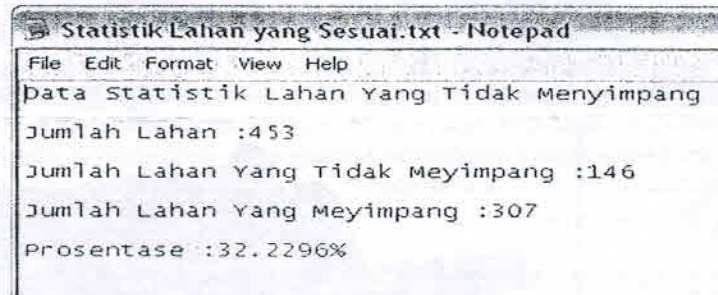 Statistik Lahan yang Sesuai.txt - Notepad
File Edit Format View Help
Data Statistik Lahan Yang Tidak Menyimpang
Jumlah Lahan :453
Jumlah Lahan Yang Tidak Meyimpang :146
Jumlah Lahan Yang Meyimpang :307
Prosentase :32.2296%